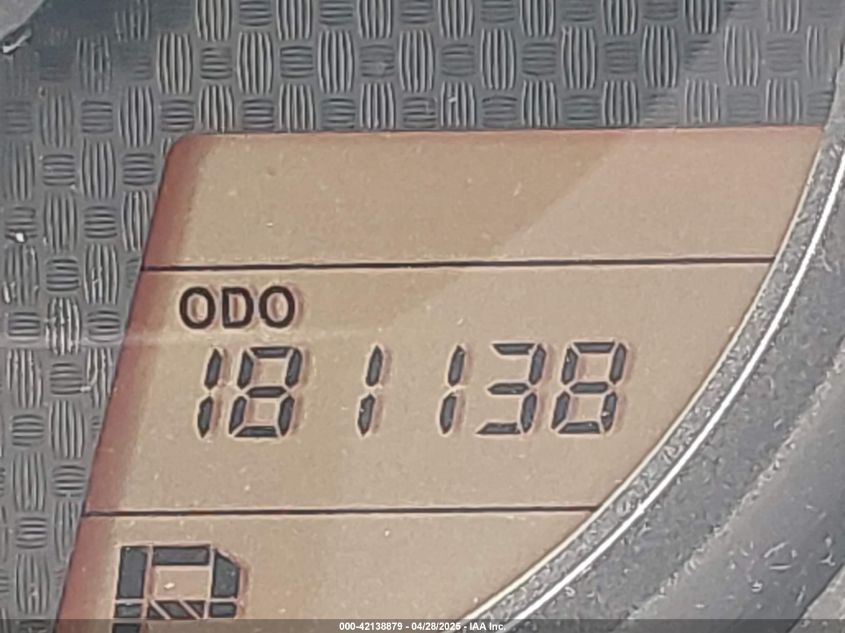 ODO
181138
R
000-42138879 - 04/28/2025 - IAA Inc.